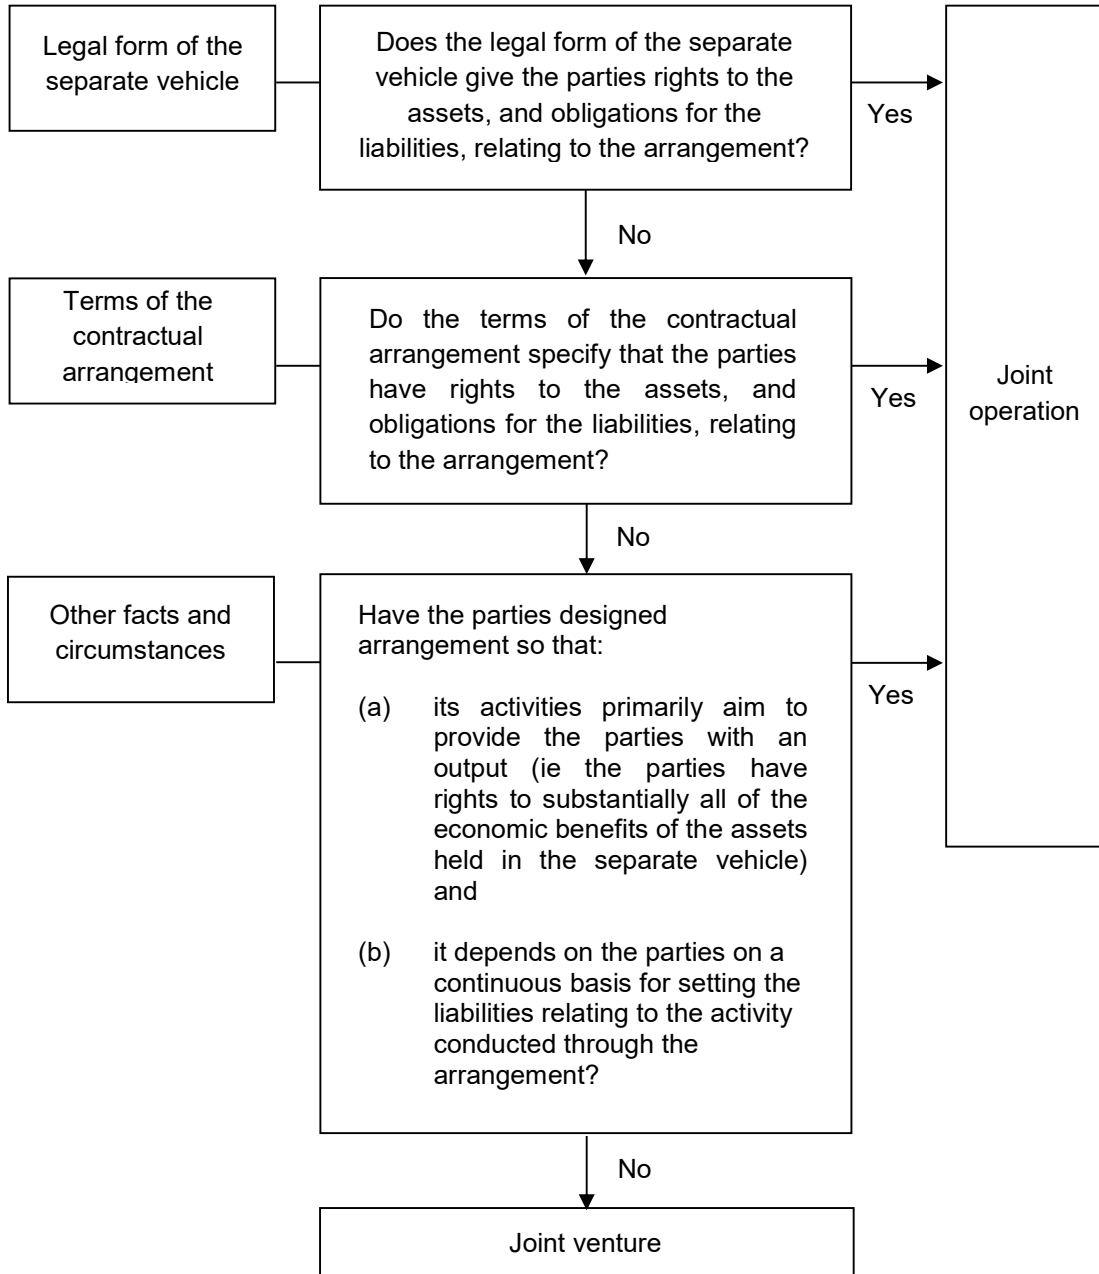 Legal form of the
separate vehicle
Does the legal form of the separate
vehicle give the parties rights to the
assets, and obligations for the
liabilities, relating to the arrangement?
Yes
No
Terms of the
contractual
arrangement
Do the terms of the contractual
arrangement specify that the parties
have rights to the assets, and
obligations for the liabilities, relating
to the arrangement?
Yes
Joint
operation
No
Other facts and
circumstances
Have the parties designed
arrangement so that:
(a) its activities primarily aim to
provide the parties with an
output (ie the parties have
rights to substantially all of the
economic benefits of the assets
held in the separate vehicle)
and
(b) it depends on the parties on a
continuous basis for setting the
liabilities relating to the activity
conducted through the
arrangement?
Yes
No
Joint venture